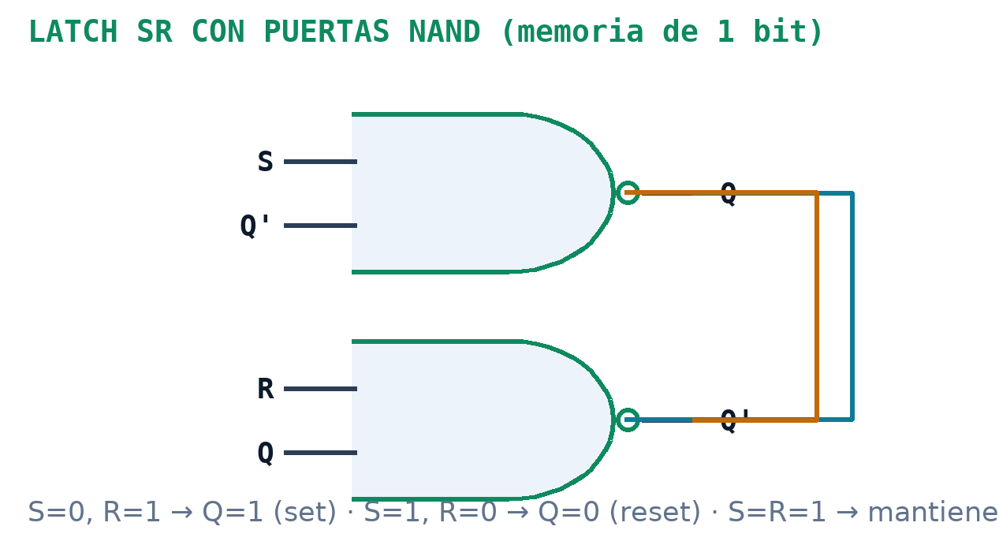 LATCH SR CON PUERTAS NAND (memoria de 1 bit)
S
Q'
Q
R
Q
Q'
S=0, R=1 → Q=1 (set) · S=1, R=0 → Q=0 (reset) · S=R=1 → mantiene